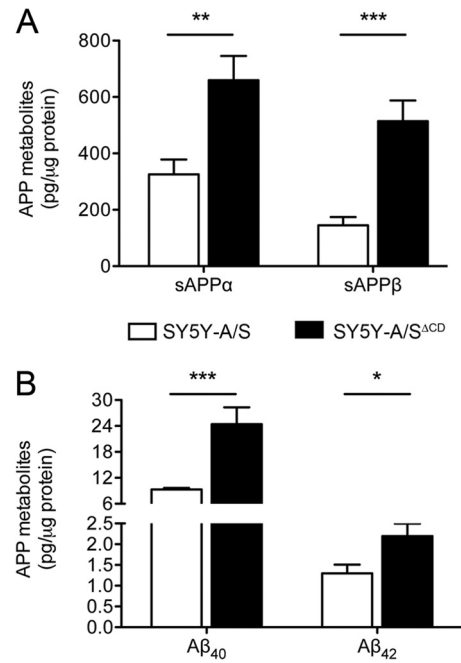 A
** ***
APP metabolites
(pg/μg protein)
800
600
400
200
0
sAPPα sAPPβ
SY5Y-A/S SY5Y-A/S^ΔCD
B
*** *
APP metabolites
(pg/μg protein)
30
24
18
12
6
2.5
2.0
1.5
1.0
0.5
0.0
Aβ₄₀ Aβ₄₂